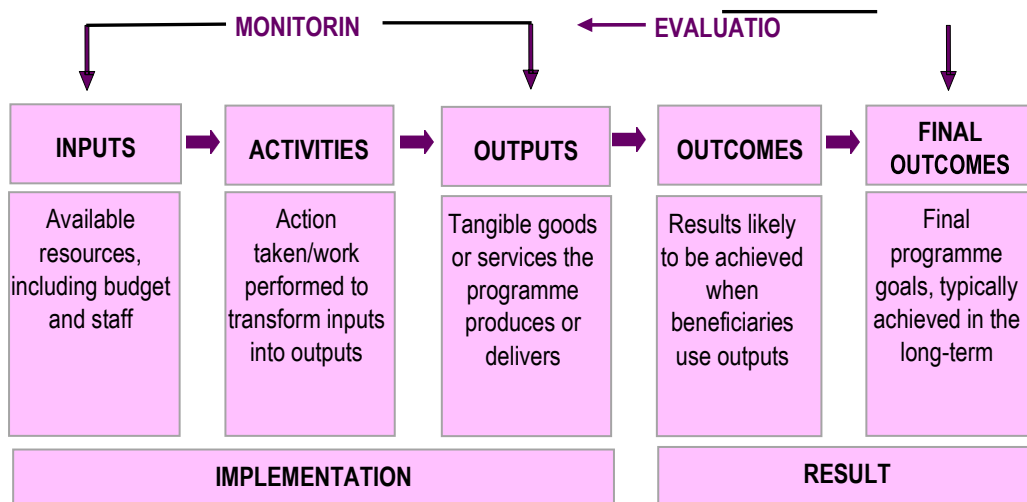 MONITORIN
EVALUATIO
INPUTS
ACTIVITIES
OUTPUTS
OUTCOMES
FINAL
OUTCOMES
Available
resources,
including budget
and staff
Action
taken/work
performed to
transform inputs
into outputs
Tangible goods
or services the
programme
produces or
delivers
Results likely
to be achieved
when
beneficiaries
use outputs
Final
programme
goals, typically
achieved in the
long-term
IMPLEMENTATION
RESULT